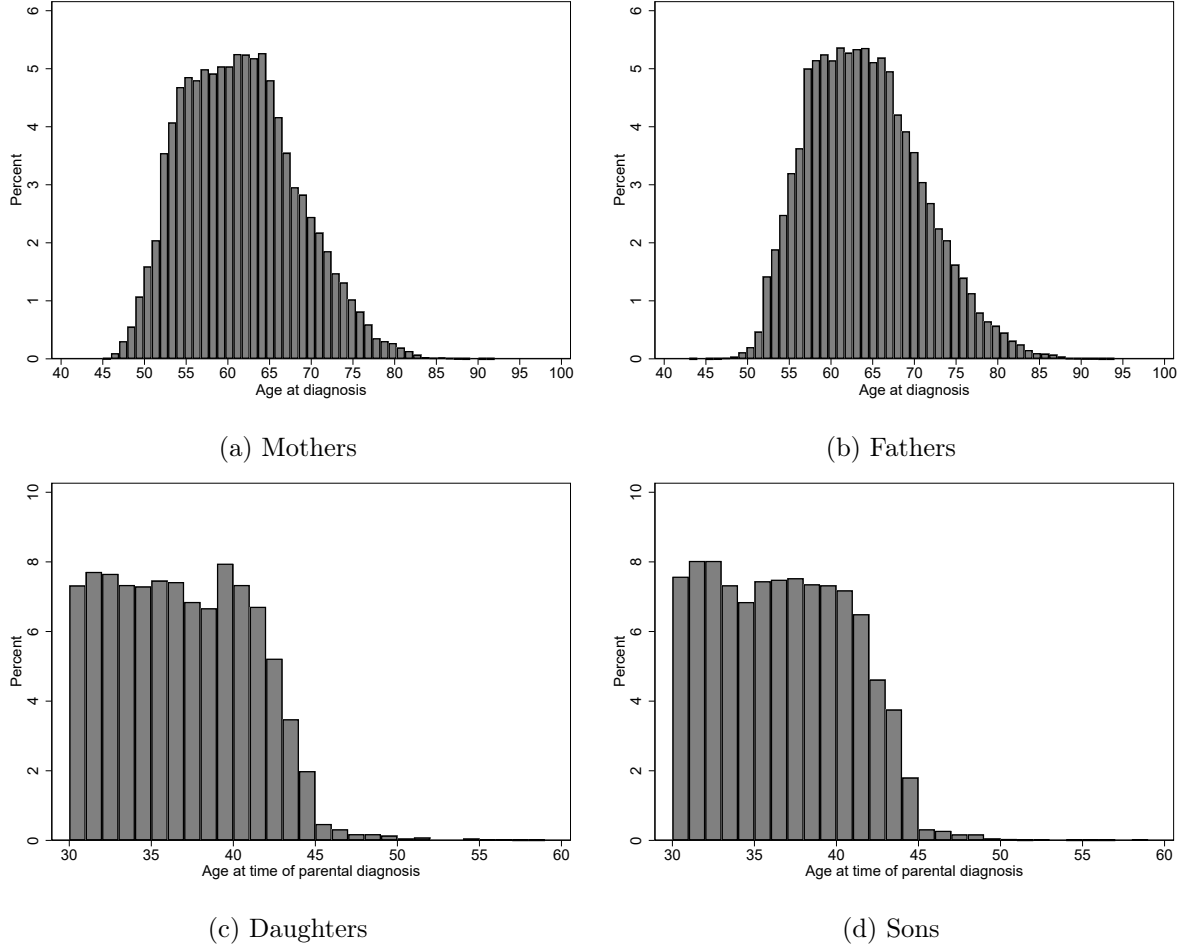 6
5
4
3
2
1
0
Percent
40 45 50 55 60 65 70 75 80 85 90 95 100
Age at diagnosis
(a) Mothers
6
5
4
3
2
1
0
Percent
40 45 50 55 60 65 70 75 80 85 90 95 100
Age at diagnosis
(b) Fathers
10
8
6
4
2
0
Percent
30 35 40 45 50 55 60
Age at time of parental diagnosis
(c) Daughters
10
8
6
4
2
0
Percent
30 35 40 45 50 55 60
Age at time of parental diagnosis
(d) Sons